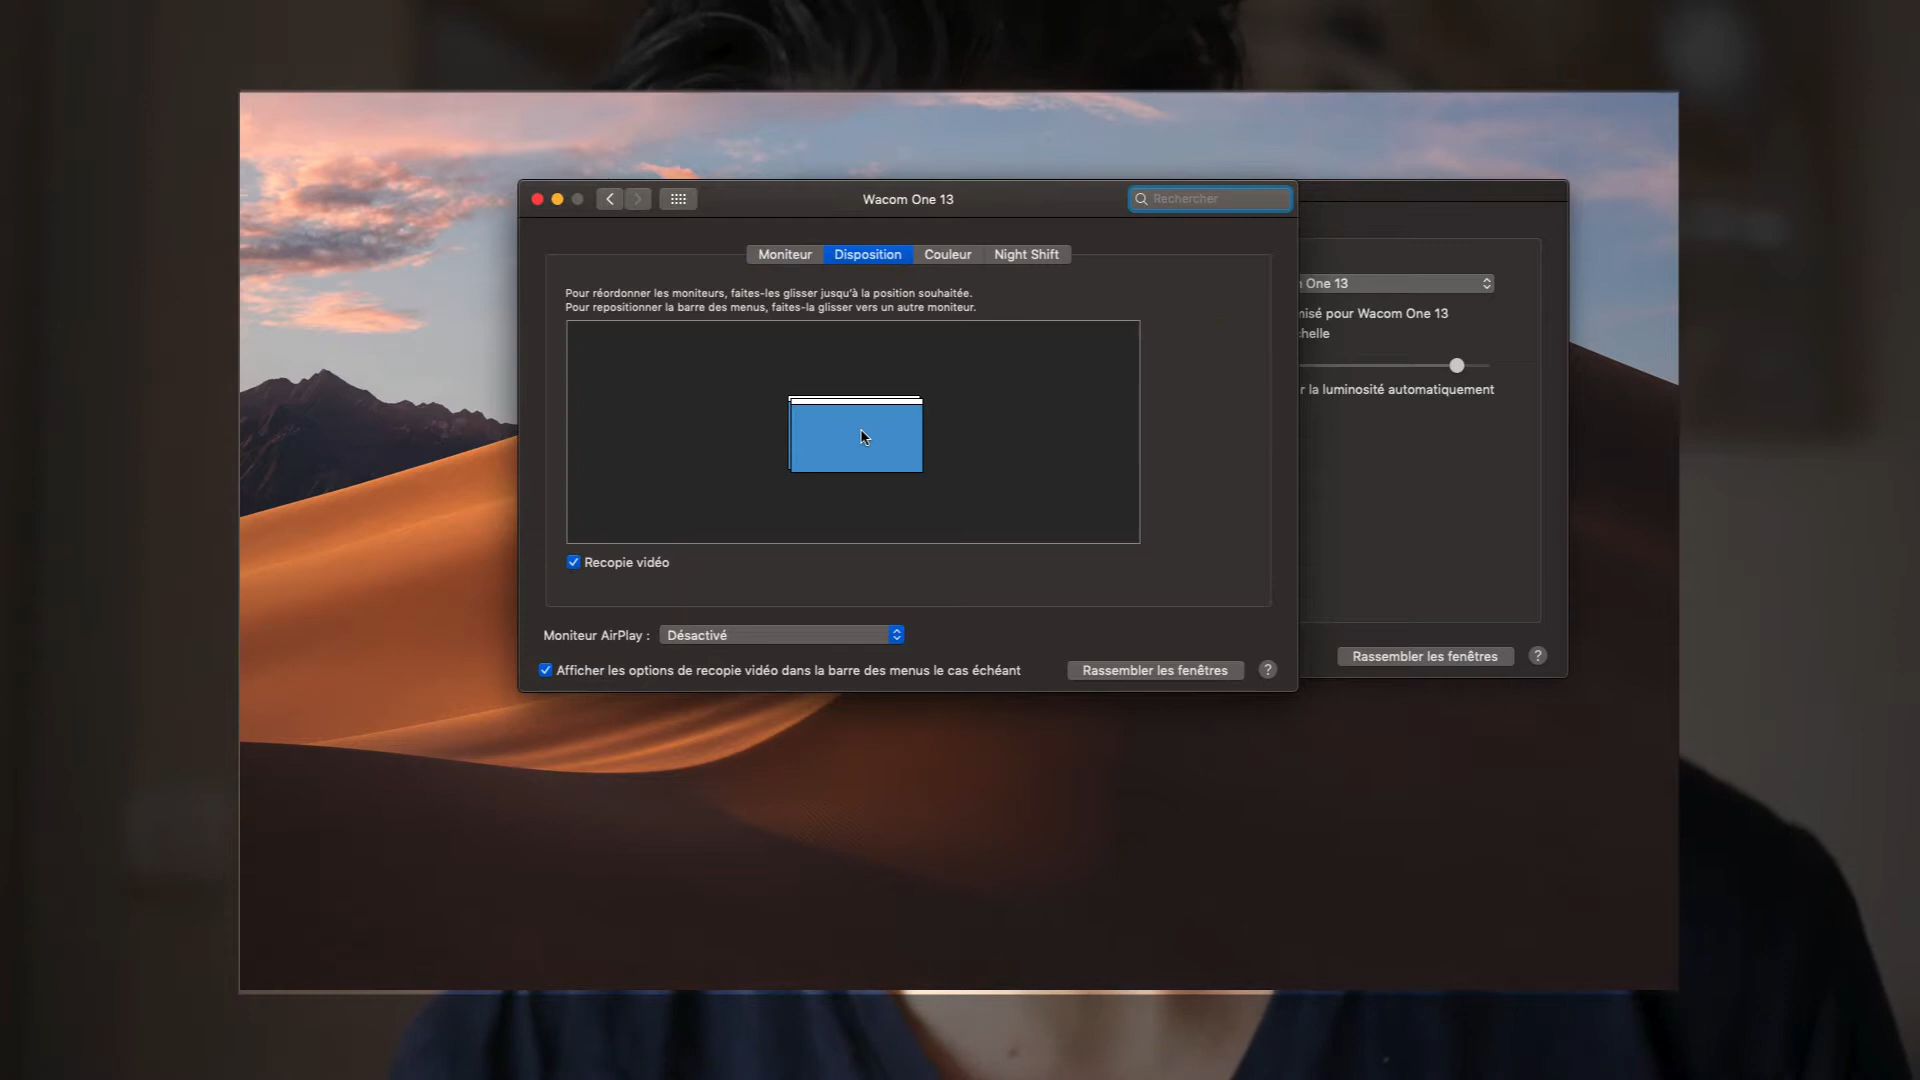 Wacom One 13
Rechercher
Moniteur
Disposition
Couleur
Night Shift
Pour réordonner les moniteurs, faites-les glisser jusqu'à la position souhaitée.
Pour repositionner la barre des menus, faites-la glisser vers un autre moniteur.
Recopie vidéo
Moniteur AirPlay :
Désactivé
Afficher les options de recopie vidéo dans la barre des menus le cas échéant
Rassembler les fenêtres
?
One 13
pour Wacom One 13
la luminosité automatiquement
Rassembler les fenêtres
?